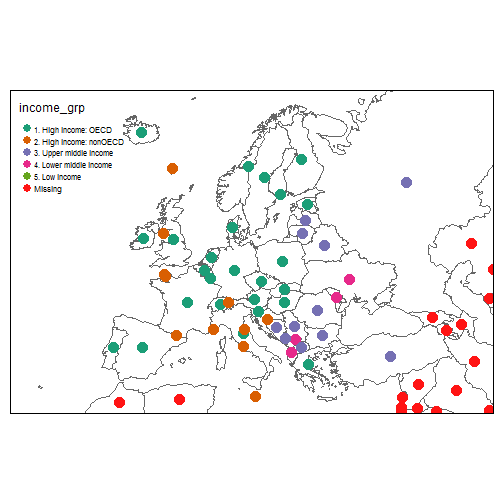 income_grp
1. High income: OECD
2. High income: nonOECD
3. Upper middle income
4. Lower middle income
5. Low income
Missing